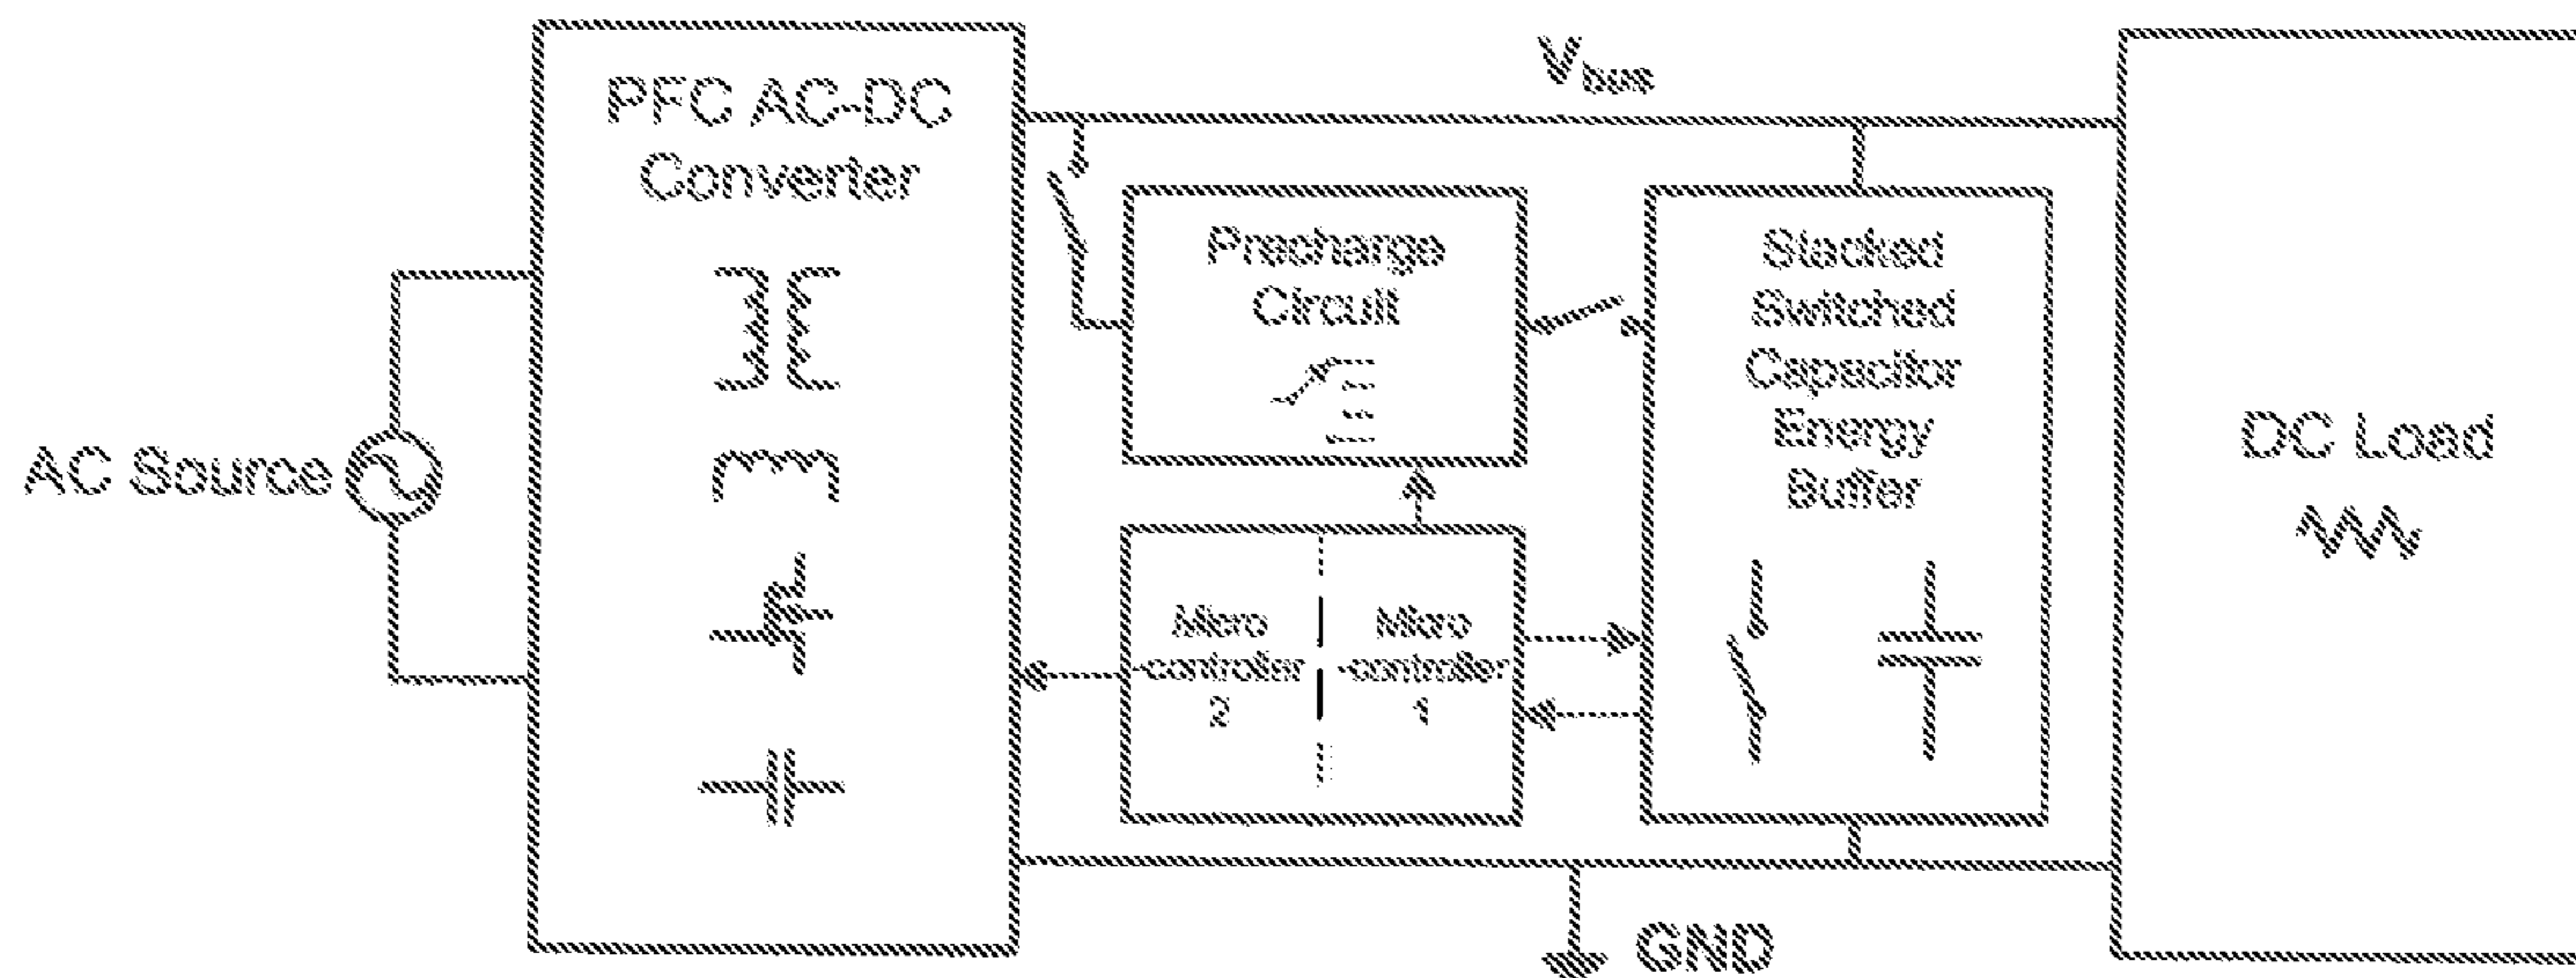 PFC AC-DC
Converter
V_bus
Precharge
Circuit
Stacked
Switched
Capacitor
Energy
Buffer
AC Source
DC Load
Micro
-controller
2
Micro
-controller
1
GND